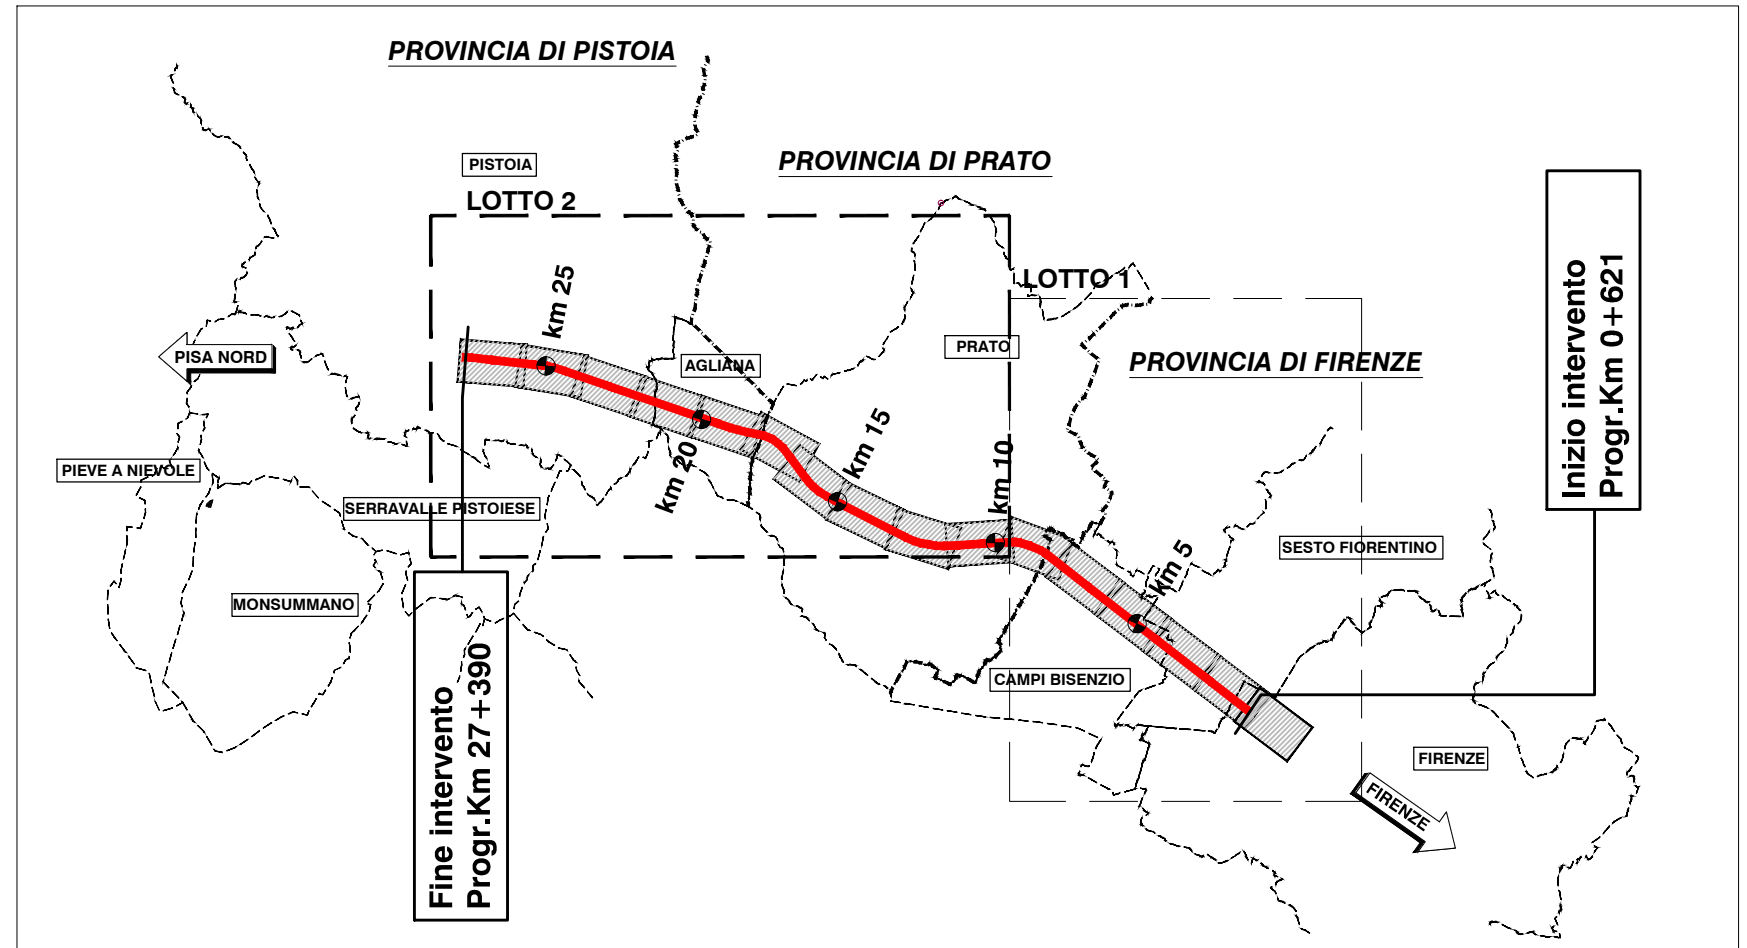 PROVINCIA DI PISTOIA
PISTOIA
LOTTO 2
PROVINCIA DI PRATO
LOTTO 1
km 25
PISA NORD
AGLIANA
PRATO
PROVINCIA DI FIRENZE
Inizio intervento
Progr.Km 0+621
km 20
km 15
km 10
PIEVE A NIEVOLE
SERRAVALLE PISTOIESE
SESTO FIORENTINO
km 5
MONSUMMANO
CAMPI BISENZIO
Fine intervento
Progr.Km 27+390
FIRENZE
FIRENZE